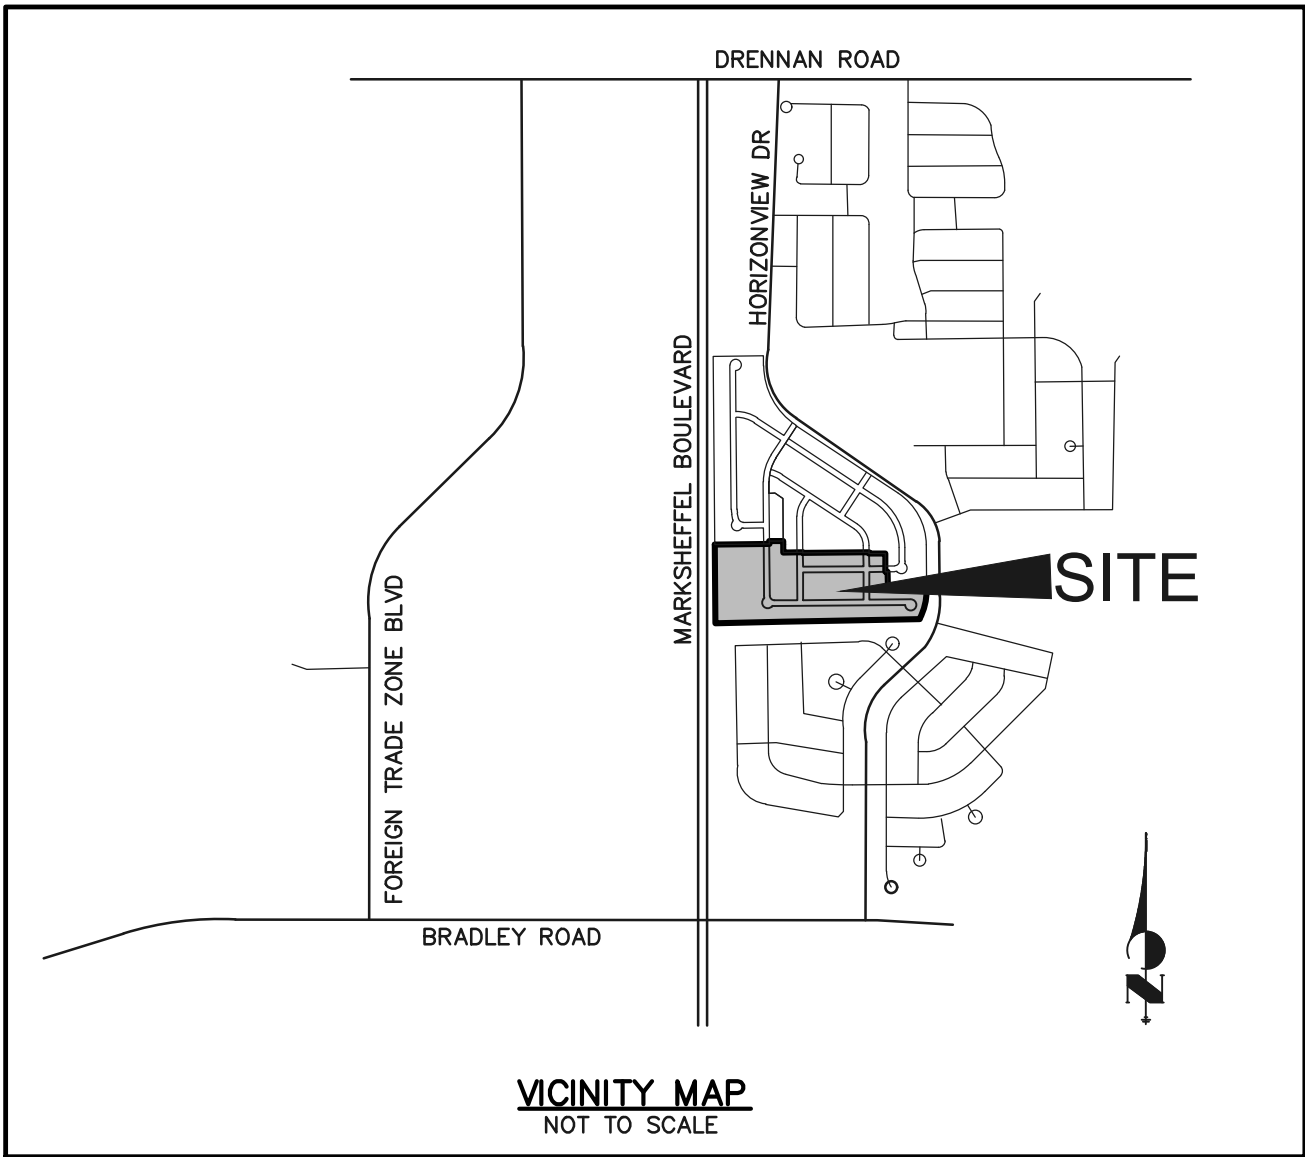 DRENNAN ROAD
HORIZONVIEW DR
MARKSHEFFEL BOULEVARD
SITE
FOREIGN TRADE ZONE BLVD
BRADLEY ROAD
N
VICINITY MAP
NOT TO SCALE